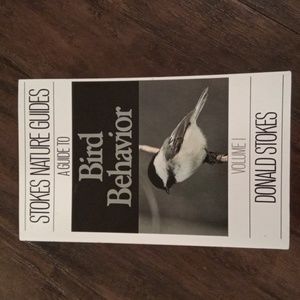 STOKES NATURE GUIDES
A GUIDE TO
Bird
Behavior
VOLUME I
DONALD STOKES